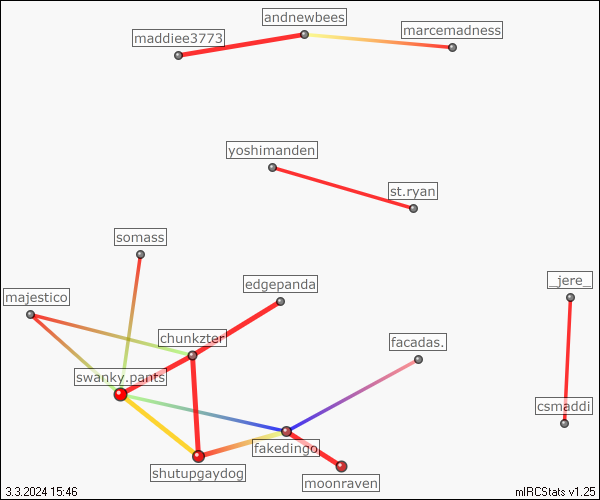 andnewbees
maddiee3773
marcemadness
yoshimanden
st.ryan
somass
_jere_
edgepanda
majestico
chunkzter
facadas.
swanky.pants
csmaddi
fakedingo
shutupgaydog
moonraven
3.3.2024 15:46
mIRCStats v1.25